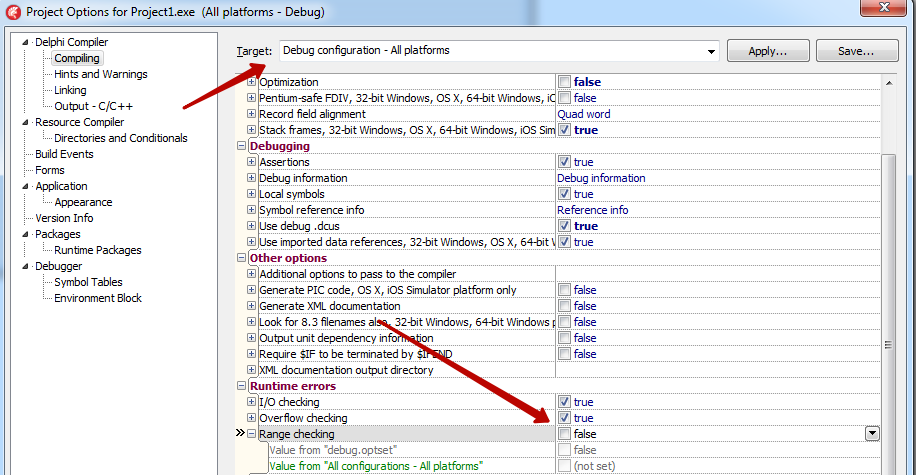 Project Options for Project1.exe (All platforms - Debug)
Delphi Compiler
Compiling
Hints and Warnings
Linking
Output - C/C++
Resource Compiler
Directories and Conditionals
Build Events
Forms
Application
Appearance
Version Info
Packages
Runtime Packages
Debugger
Symbol Tables
Environment Block
Target: Debug configuration - All platforms Apply... Save...
Optimization false
Pentium-safe FDIV, 32-bit Windows, OS X, 64-bit Windows, iO false
Record field alignment Quad word
Stack frames, 32-bit Windows, OS X, 64-bit Windows, iOS Sim true
Debugging
Assertions true
Debug information Debug information
Local symbols true
Symbol reference info Reference info
Use debug .dcus true
Use imported data references, 32-bit Windows, OS X, 64-bit W true
Other options
Additional options to pass to the compiler
Generate PIC code, OS X, iOS Simulator platform only false
Generate XML documentation false
Look for 8.3 filenames also, 32-bit Windows, 64-bit Windows p false
Output unit dependency information false
Require $IF to be terminated by $IFEND false
XML documentation output directory
Runtime errors
I/O checking true
Overflow checking true
Range checking false
Value from "debug.optset" false
Value from "All configurations - All platforms" (not set)